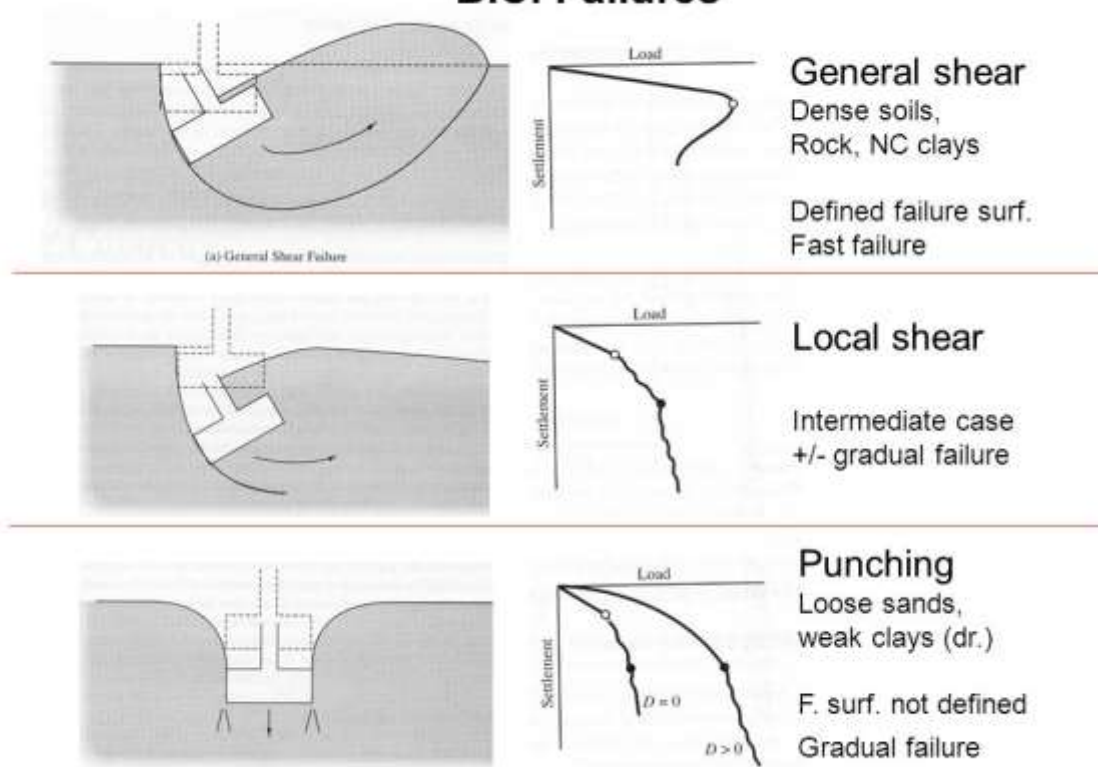 B.C. Failures
Load
Settlement
(a) General Shear Failure
General shear
Dense soils,
Rock, NC clays
Defined failure surf.
Fast failure
Load
Settlement
Local shear
Intermediate case
+/- gradual failure
Load
Settlement
D = 0
D > 0
Punching
Loose sands,
weak clays (dr.)
F. surf. not defined
Gradual failure